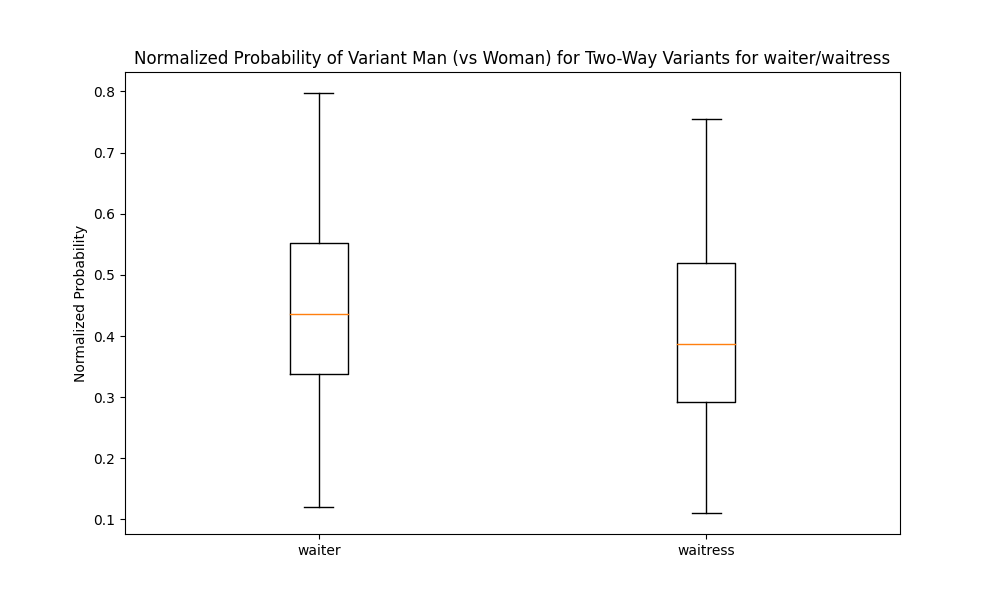 Normalized Probability of Variant Man (vs Woman) for Two-Way Variants for waiter/waitress
Normalized Probability
0.8
0.7
0.6
0.5
0.4
0.3
0.2
0.1
waiter
waitress